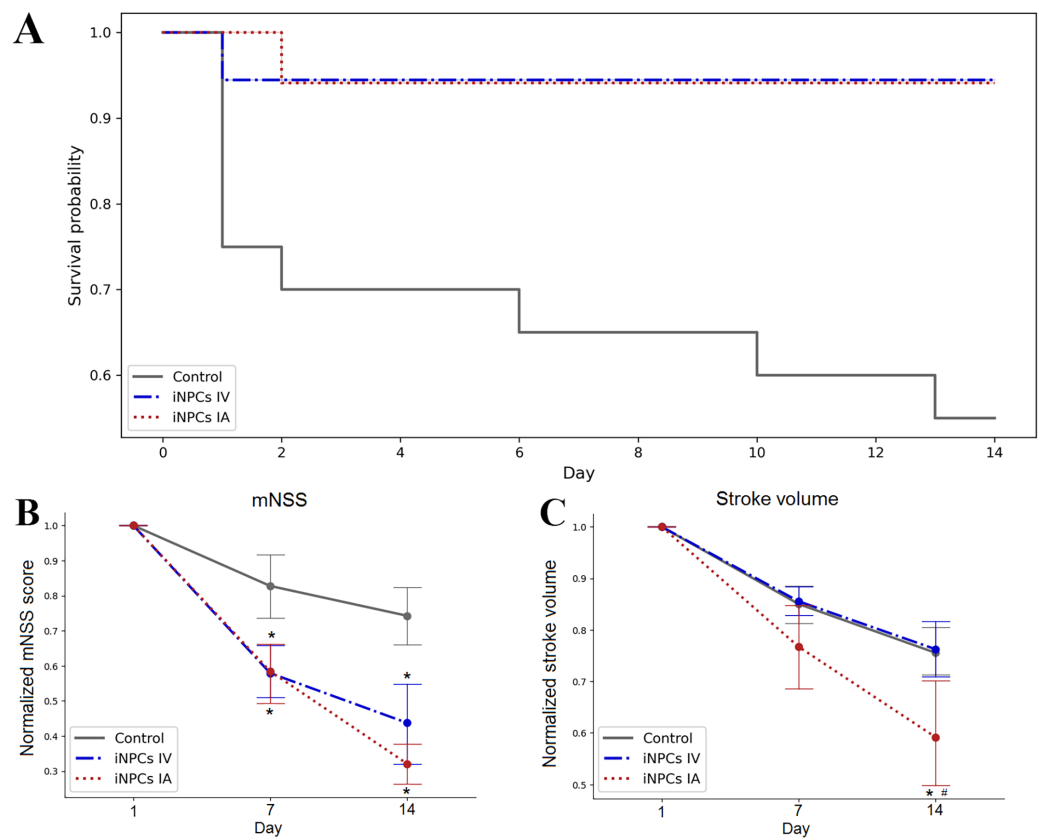 A
1.0
0.9
0.8
0.7
0.6
Survival probability
Control
iNPCs IV
iNPCs IA
0
2
4
6
8
10
12
14
Day
B
mNSS
1.0
0.9
0.8
0.7
0.6
0.5
0.4
0.3
Normalized mNSS score
*
*
*
*
Control
iNPCs IV
iNPCs IA
1
7
14
Day
C
Stroke volume
1.0
0.9
0.8
0.7
0.6
0.5
Normalized stroke volume
* #
Control
iNPCs IV
iNPCs IA
1
7
14
Day